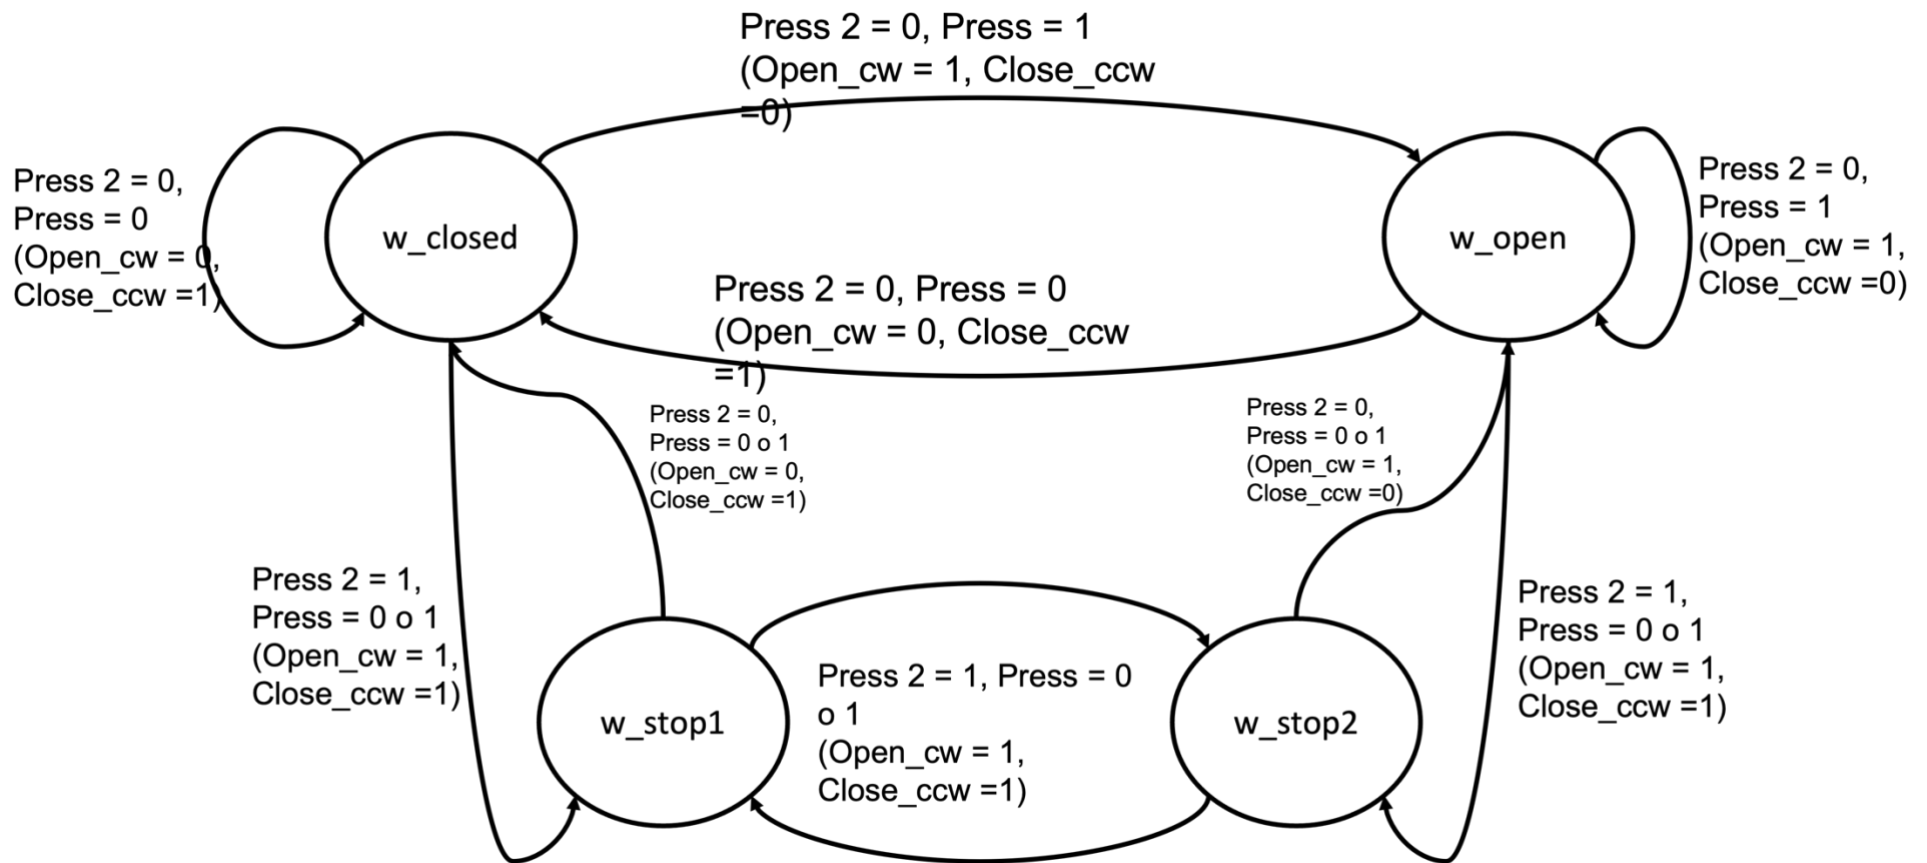 Press 2 = 0, Press = 1
(Open_cw = 1, Close_ccw
=0)
Press 2 = 0,
Press = 0
(Open_cw = 0,
Close_ccw =1)
w_closed
w_open
Press 2 = 0,
Press = 1
(Open_cw = 1,
Close_ccw =0)
Press 2 = 0, Press = 0
(Open_cw = 0, Close_ccw
=1)
Press 2 = 0,
Press = 0 o 1
(Open_cw = 0,
Close_ccw =1)
Press 2 = 0,
Press = 0 o 1
(Open_cw = 1,
Close_ccw =0)
Press 2 = 1,
Press = 0 o 1
(Open_cw = 1,
Close_ccw =1)
w_stop1
Press 2 = 1, Press = 0
o 1
(Open_cw = 1,
Close_ccw =1)
w_stop2
Press 2 = 1,
Press = 0 o 1
(Open_cw = 1,
Close_ccw =1)